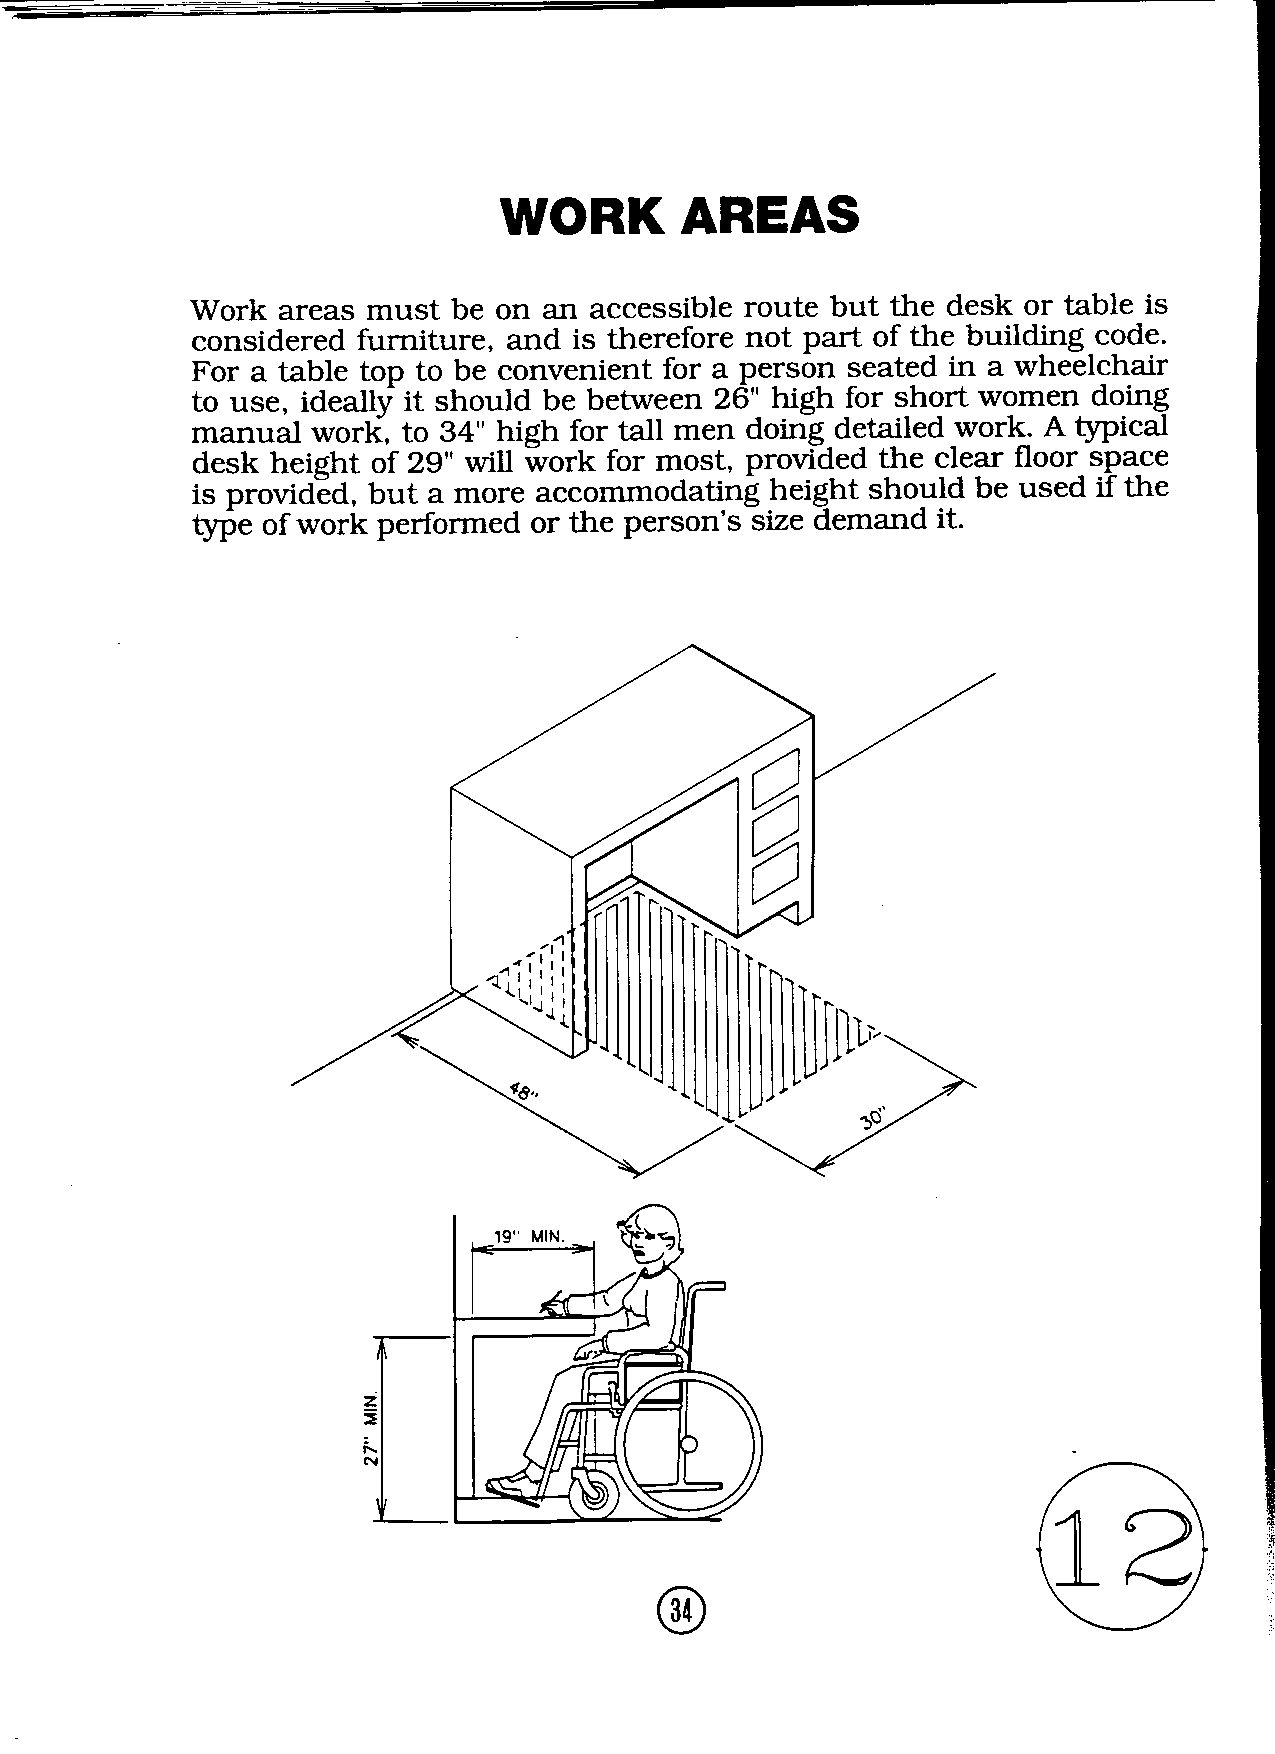 WORK AREAS
Work areas must be on an accessible route but the desk or table is
considered furniture, and is therefore not part of the building code.
For a table top to be convenient for a person seated in a wheelchair
to use, ideally it should be between 26" high for short women doing
manual work, to 34" high for tall men doing detailed work. A typical
desk height of 29" will work for most, provided the clear floor space
is provided, but a more accommodating height should be used if the
type of work performed or the person's size demand it.
48"
30"
19" MIN.
27" MIN.
12
34